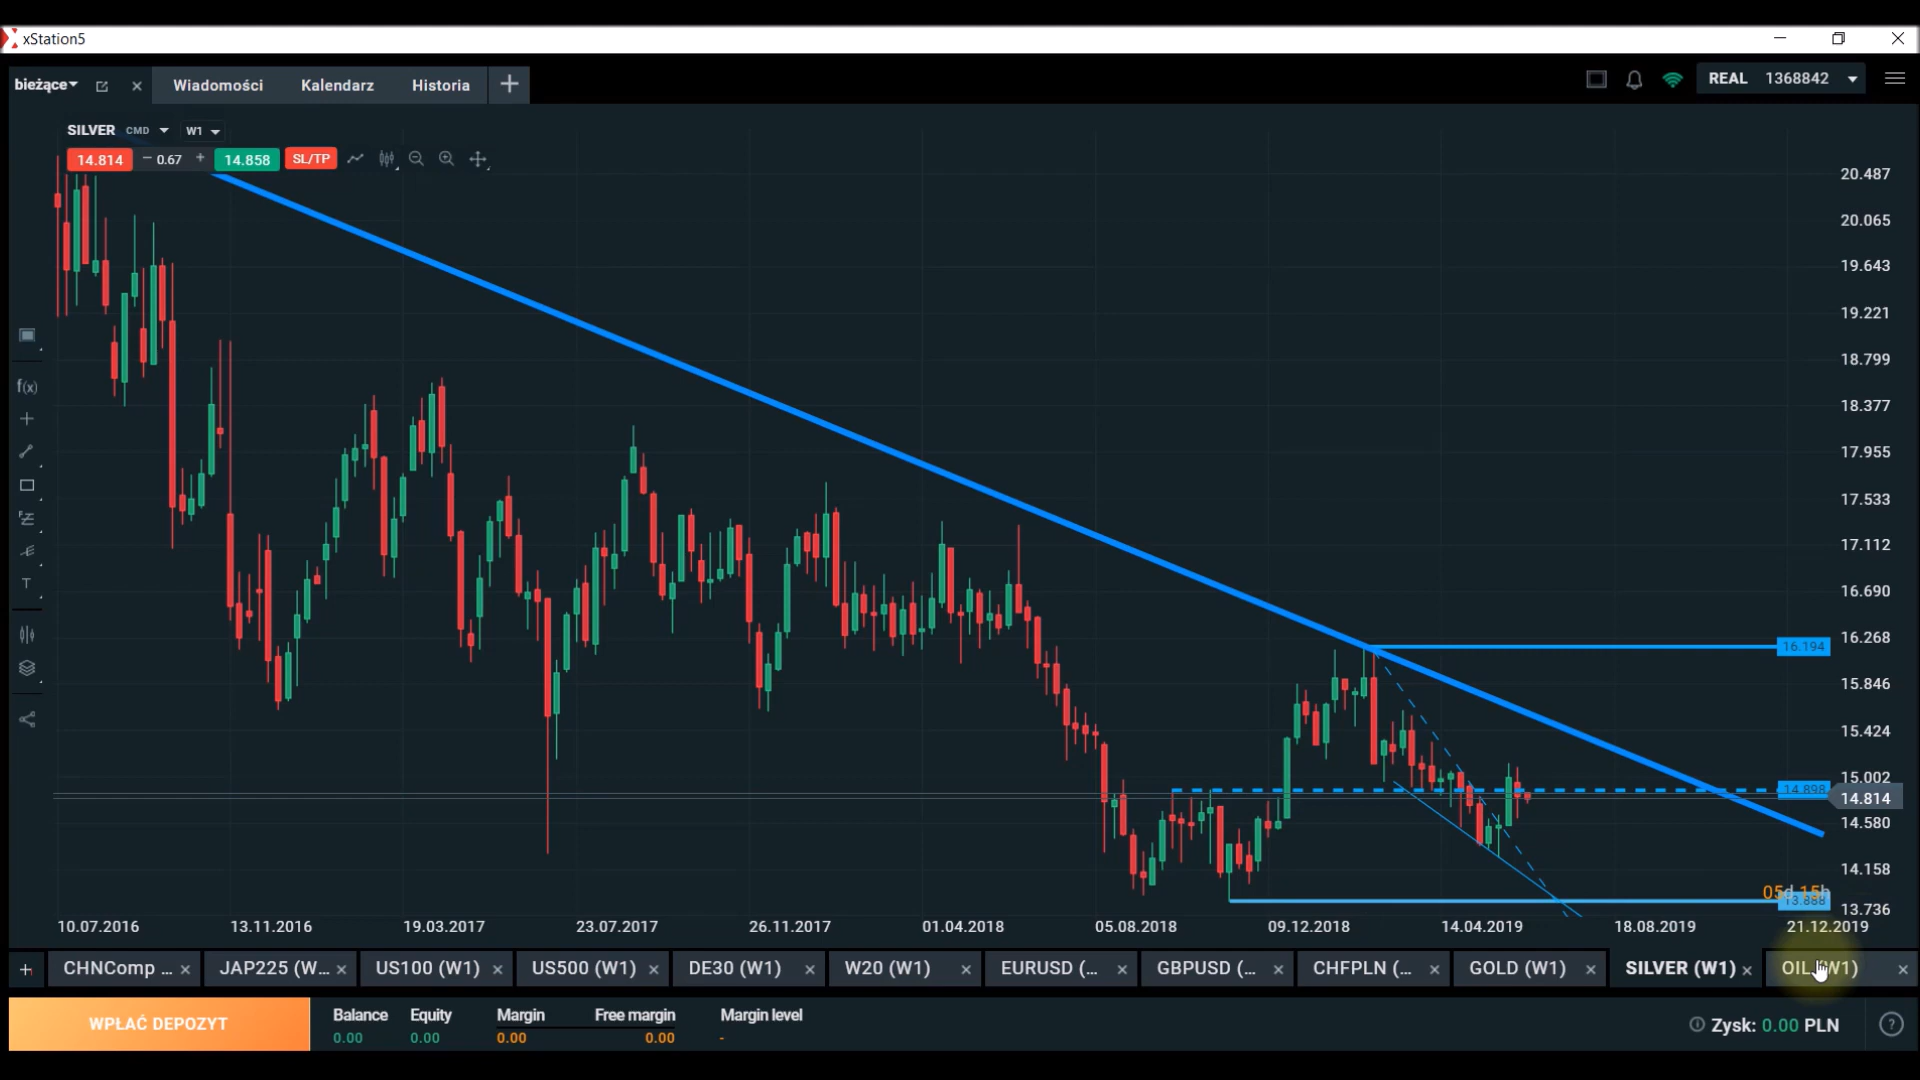 xStation5
bieżące
Wiadomości
Kalendarz
Historia
REAL 1368842
SILVER CMD W1
14.814 0.67 14.858 SL/TP
20.487
20.065
19.643
19.221
18.799
18.377
17.955
17.533
17.112
16.690
16.268
16.194
15.846
15.424
15.002
14.898
14.814
14.580
14.158
05d 15h
13.888
13.736
f(x)
T
10.07.2016 13.11.2016 19.03.2017 23.07.2017 26.11.2017 01.04.2018 05.08.2018 09.12.2018 14.04.2019 18.08.2019 21.12.2019
CHNComp ... JAP225 (W... US100 (W1) US500 (W1) DE30 (W1) W20 (W1) EURUSD (... GBPUSD (... CHFPLN (... GOLD (W1) SILVER (W1) OIL (W1)
WPŁAĆ DEPOZYT
Balance Equity Margin Free margin Margin level
0.00 0.00 0.00 0.00 -
Zysk: 0.00 PLN